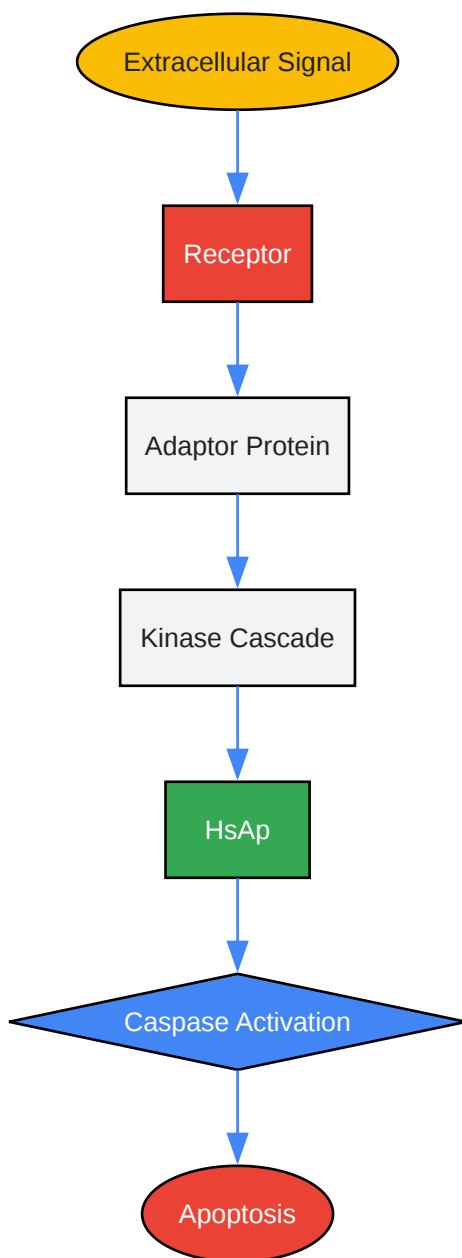 Extracellular Signal
Receptor
Adaptor Protein
Kinase Cascade
HsAp
Caspase Activation
Apoptosis